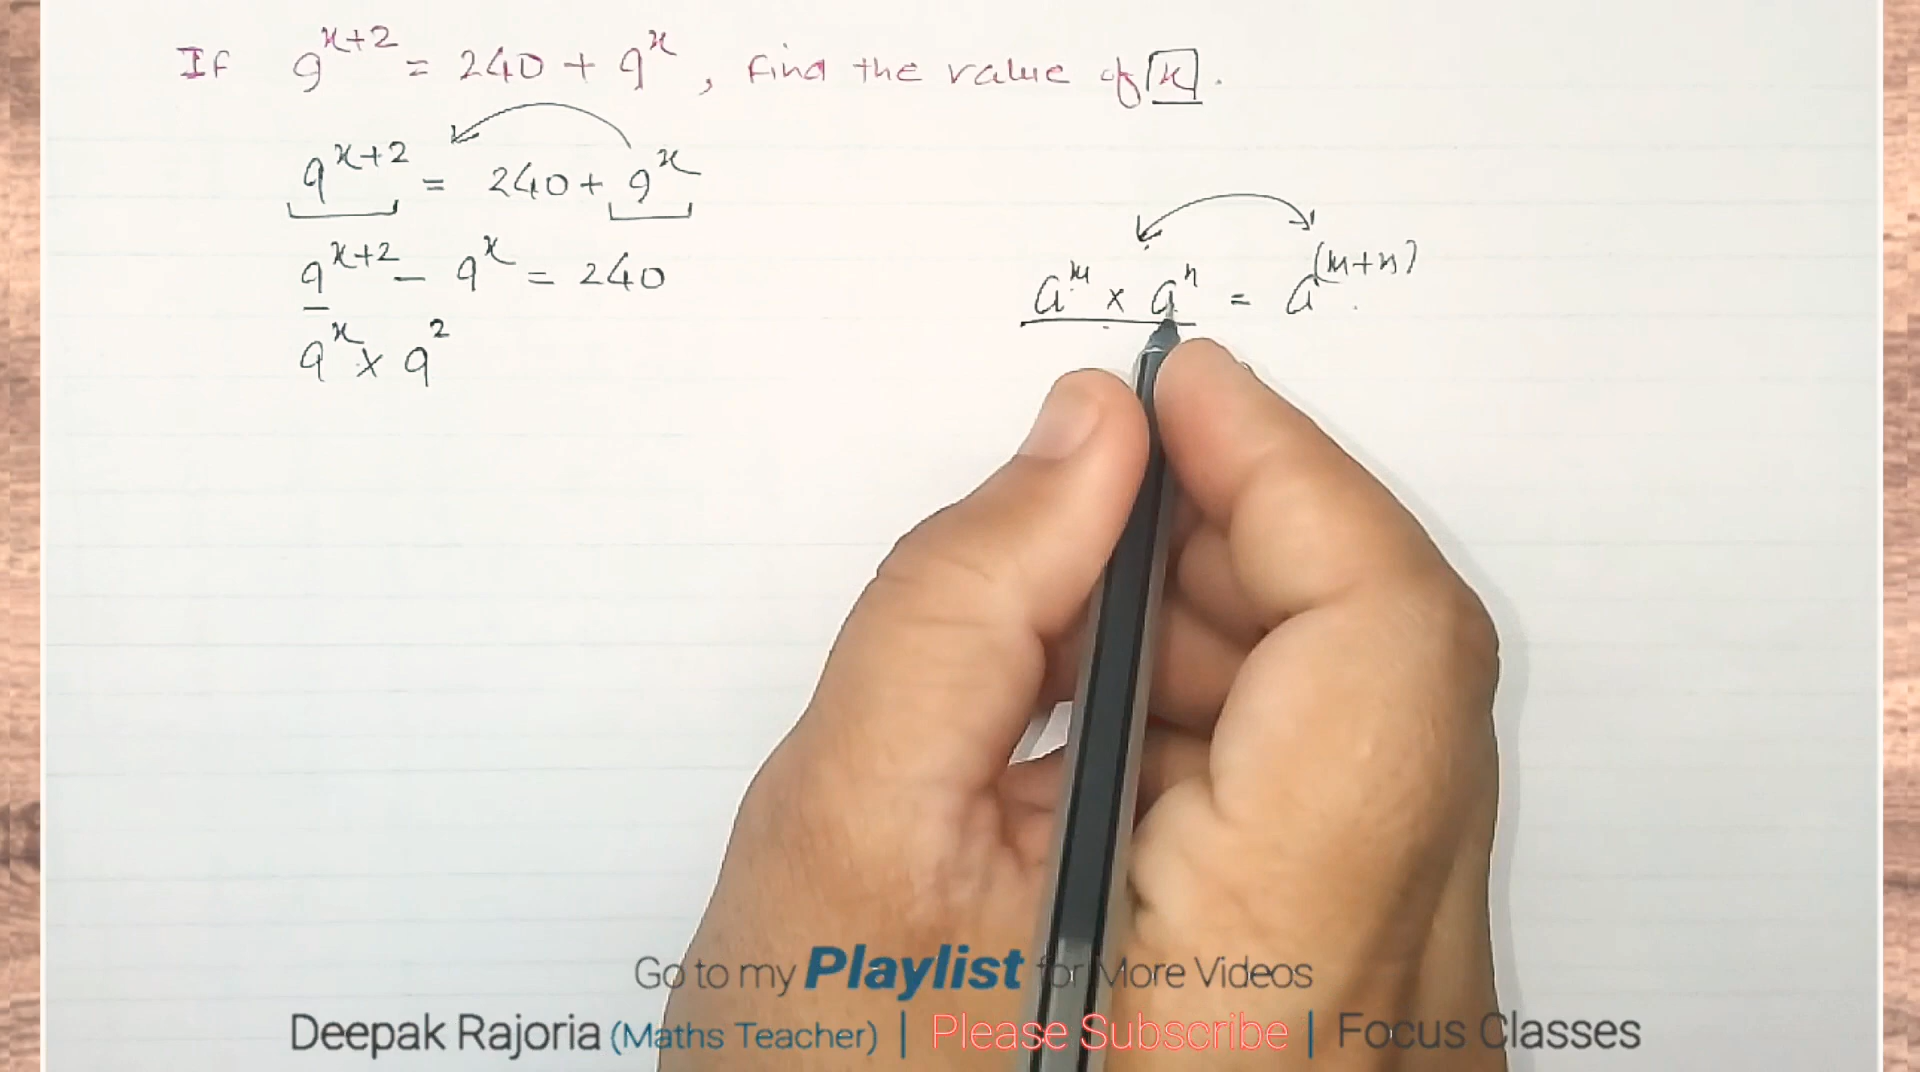 If 9^{x+2} = 240 + 9^x, find the value of x.
9^{x+2} = 240 + 9^x
9^{x+2} - 9^x = 240
9^x × 9^2
a^m × a^n = a^{(m+n)}
Go to my Playlist for More Videos
Deepak Rajoria (Maths Teacher) | Please Subscribe | Focus Classes